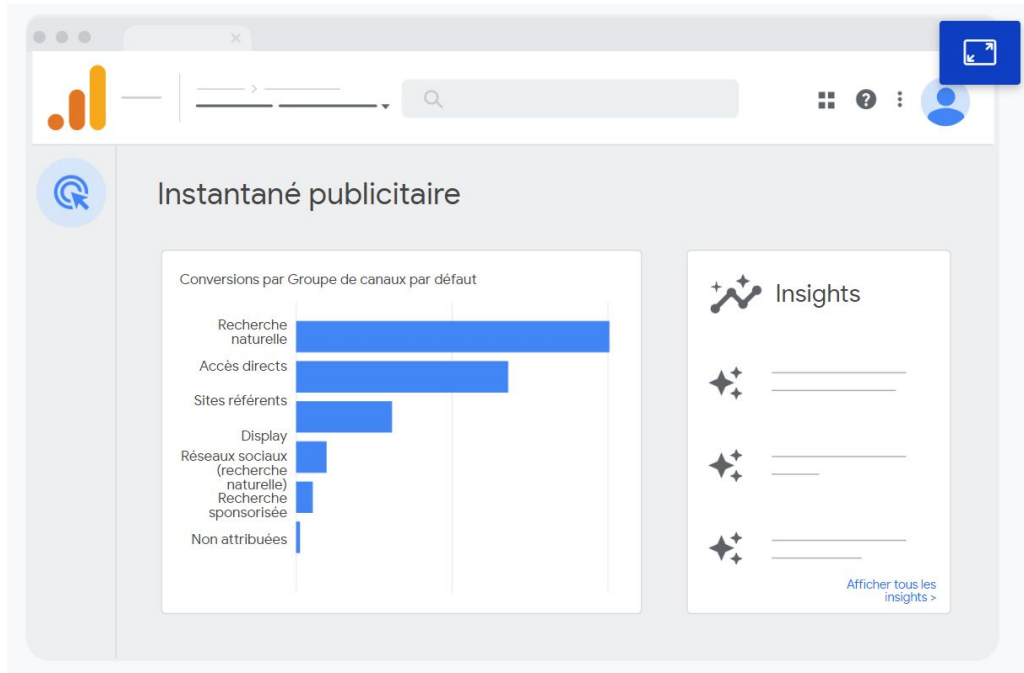 Instantané publicitaire
Conversions par Groupe de canaux par défaut
Recherche
naturelle
Accès directs
Sites référents
Display
Réseaux sociaux
(recherche
naturelle)
Recherche
sponsorisée
Non attribuées
Insights
Afficher tous les
insights >